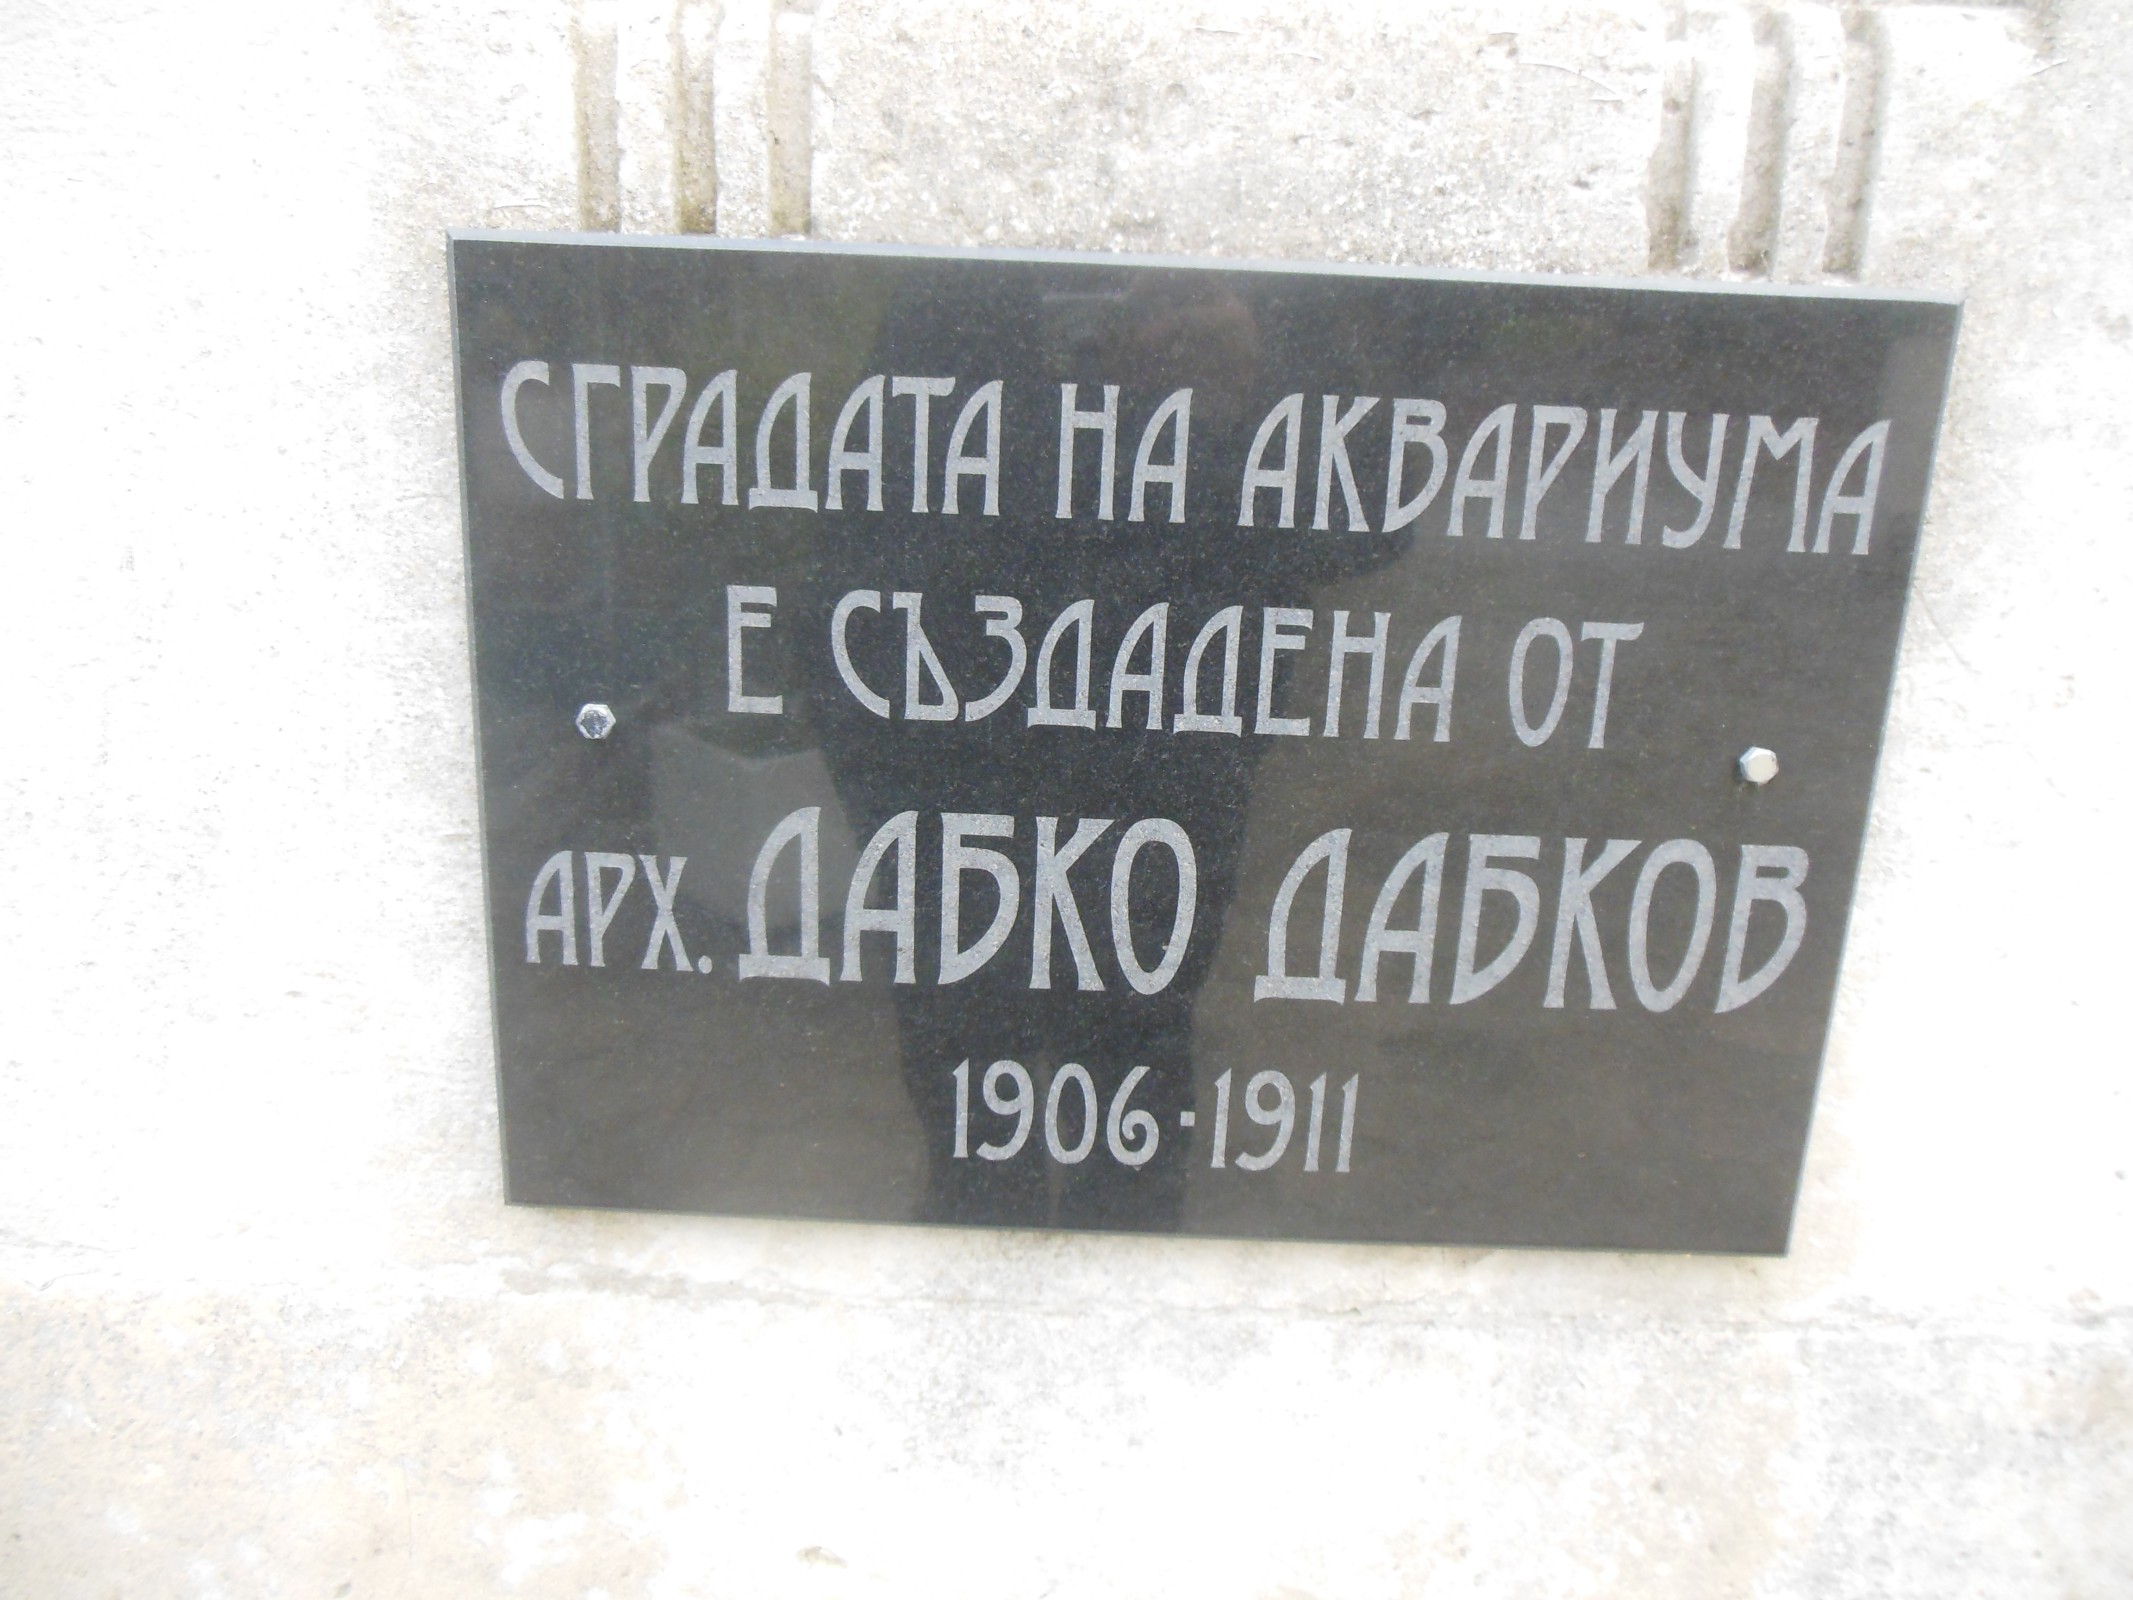 СГРАДАТА НА АКВАРИУМА
Е СЪЗДАДЕНА ОТ
АРХ. ДАБКО ДАБКОВ
1906-1911